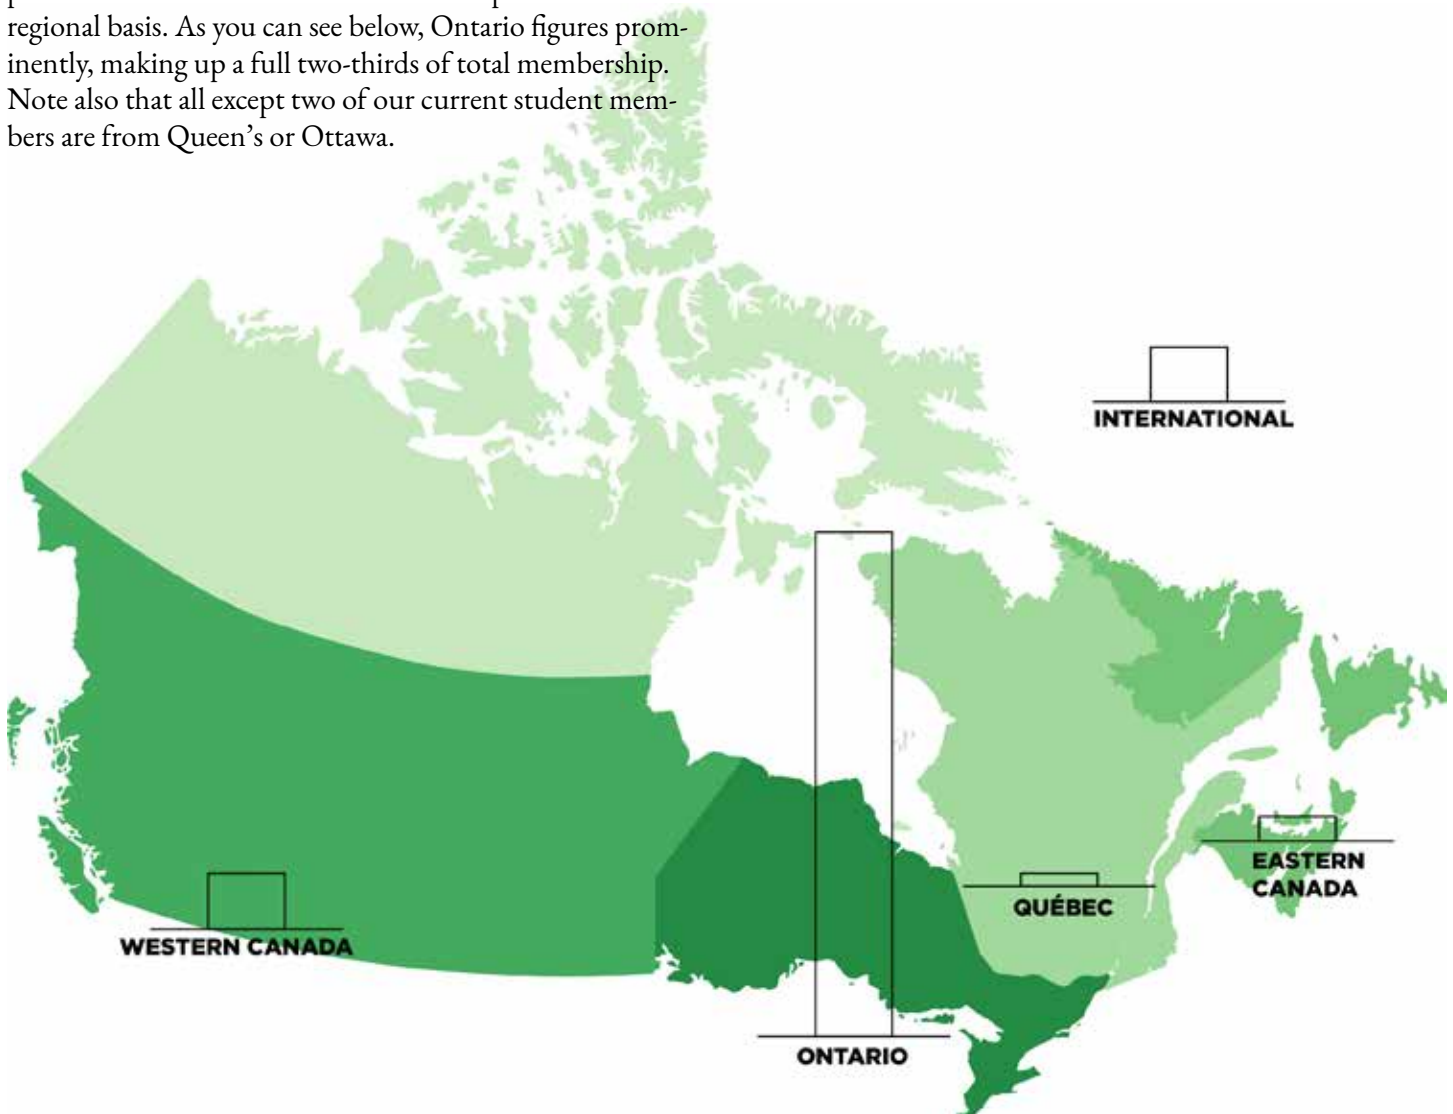 regional basis. As you can see below, Ontario figures prom-
inently, making up a full two-thirds of total membership.
Note also that all except two of our current student mem-
bers are from Queen’s or Ottawa.
INTERNATIONAL
EASTERN
CANADA
QUÉBEC
WESTERN CANADA
ONTARIO